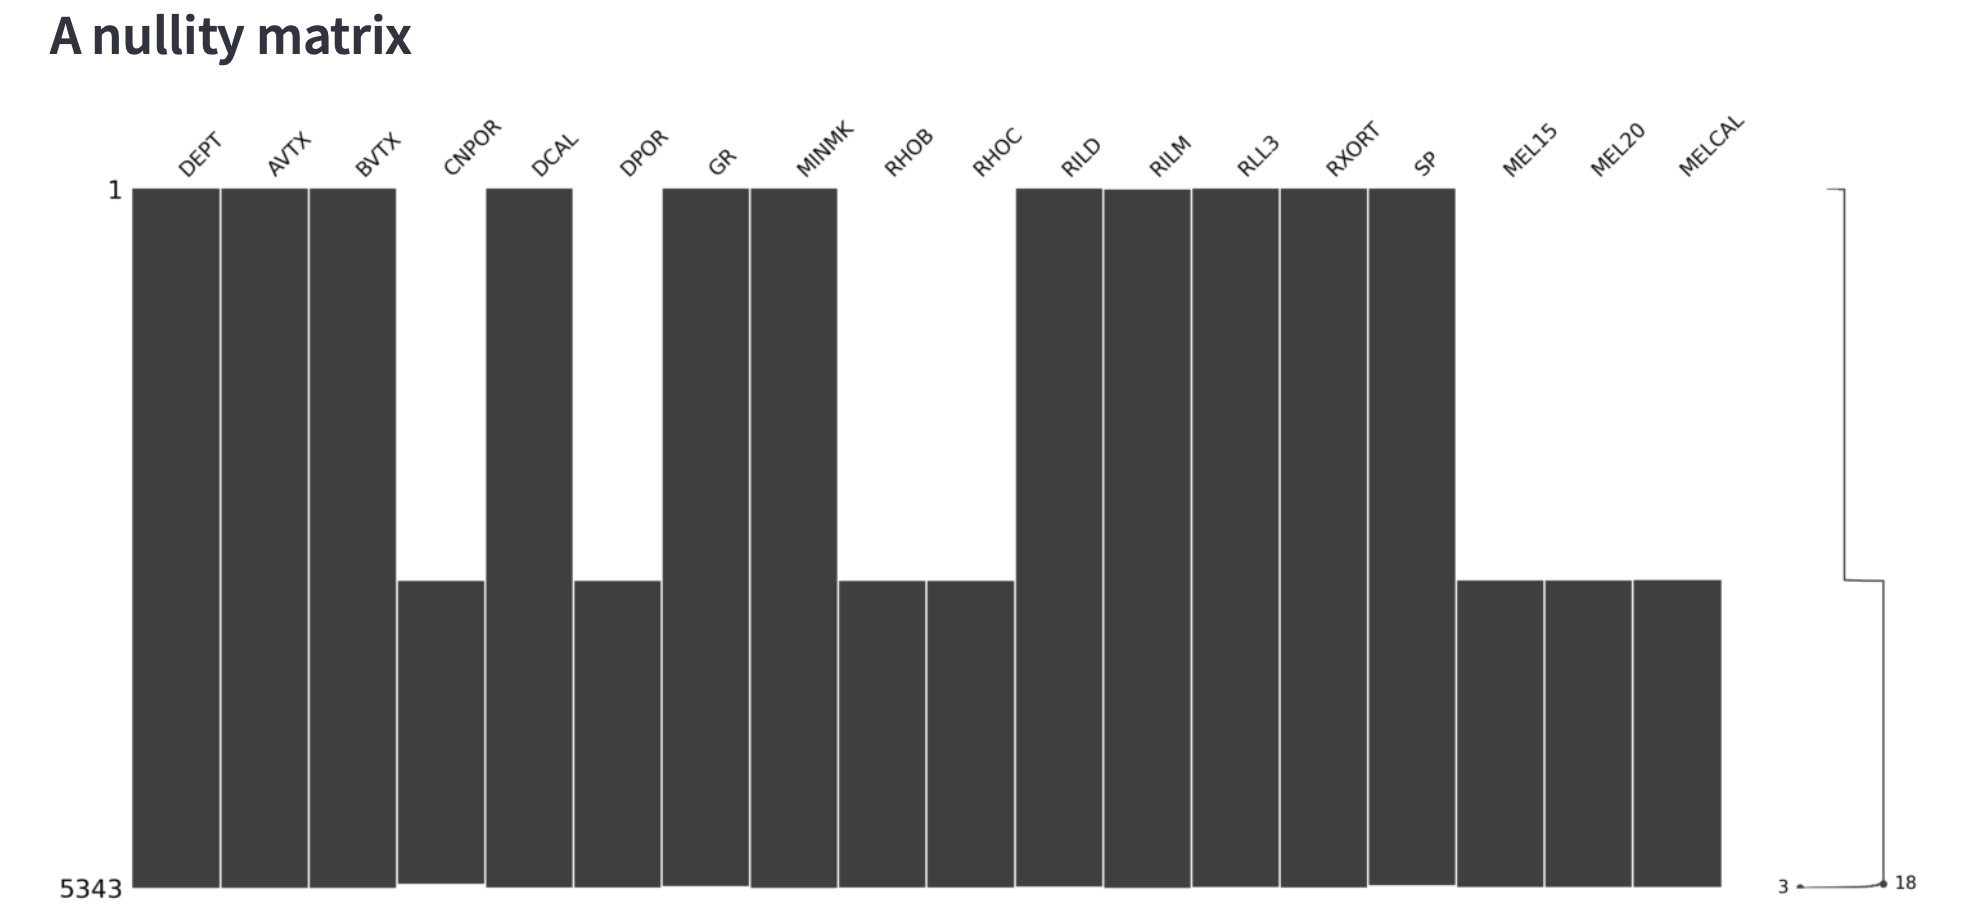 A nullity matrix
DEPT AVTX BVTX CNPOR DCAL DPOR GR MINMK RHOB RHOC RILD RILM RLL3 RXORT SP MEL15 MEL20 MELCAL
1
5343
3 18